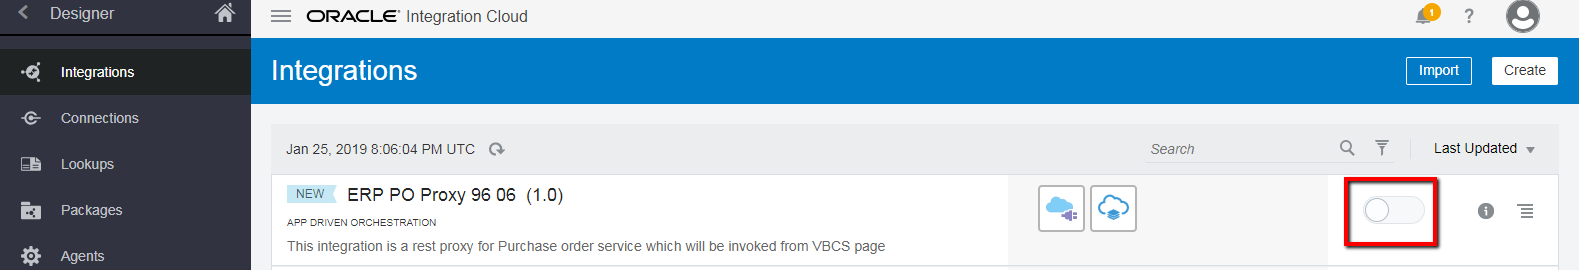 Designer
ORACLE® Integration Cloud
1
?
Integrations
Connections
Lookups
Packages
Agents
Integrations
Import
Create
Jan 25, 2019 8:06:04 PM UTC
Search
Last Updated
NEW
ERP PO Proxy 96 06 (1.0)
APP DRIVEN ORCHESTRATION
This integration is a rest proxy for Purchase order service which will be invoked from VBCS page